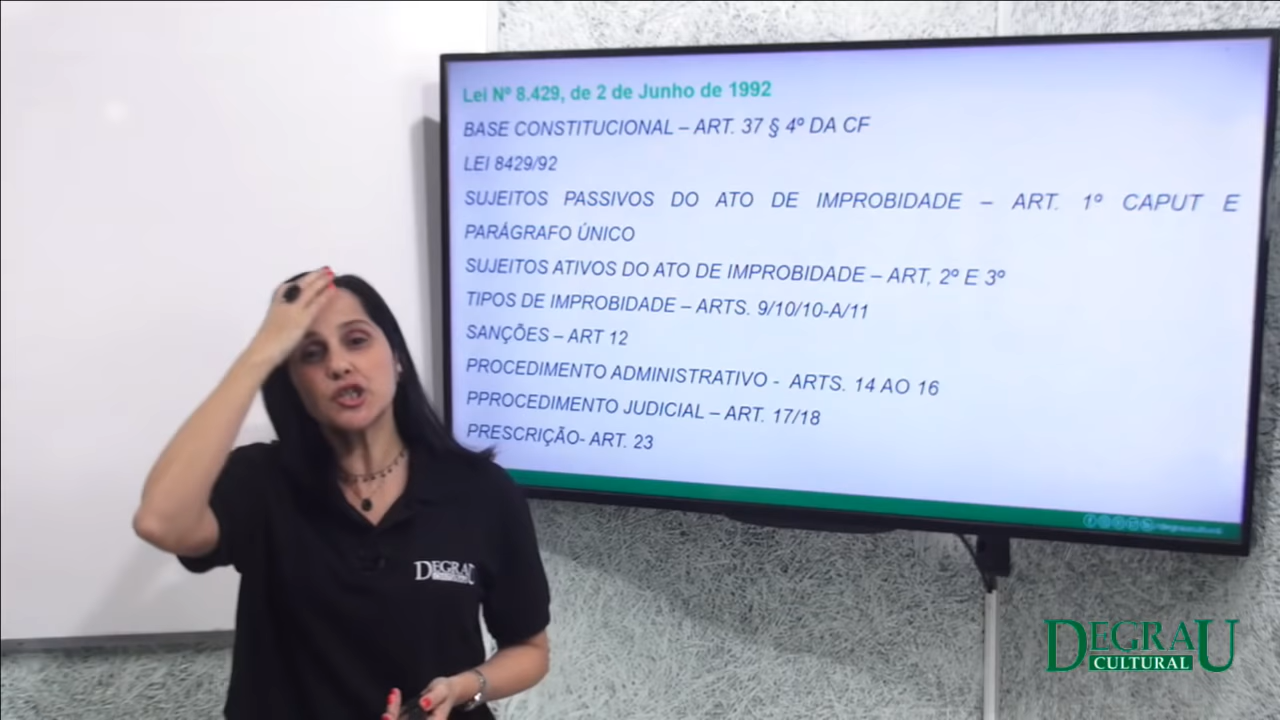 Lei Nº 8.429, de 2 de Junho de 1992
BASE CONSTITUCIONAL – ART. 37 § 4º DA CF
LEI 8429/92
SUJEITOS PASSIVOS DO ATO DE IMPROBIDADE – ART. 1º CAPUT E
PARÁGRAFO ÚNICO
SUJEITOS ATIVOS DO ATO DE IMPROBIDADE – ART, 2º E 3º
TIPOS DE IMPROBIDADE – ARTS. 9/10/10-A/11
SANÇÕES – ART 12
PROCEDIMENTO ADMINISTRATIVO - ARTS. 14 AO 16
PPROCEDIMENTO JUDICIAL – ART. 17/18
PRESCRIÇÃO- ART. 23
DEGRAU
DEGRAU
CULTURAL